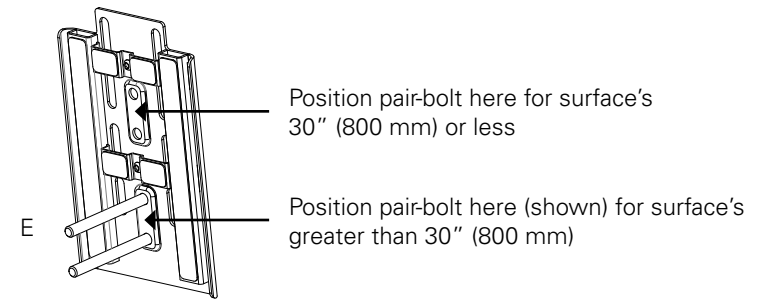 Position pair-bolt here for surface's
30" (800 mm) or less
Position pair-bolt here (shown) for surface's
greater than 30" (800 mm)
E